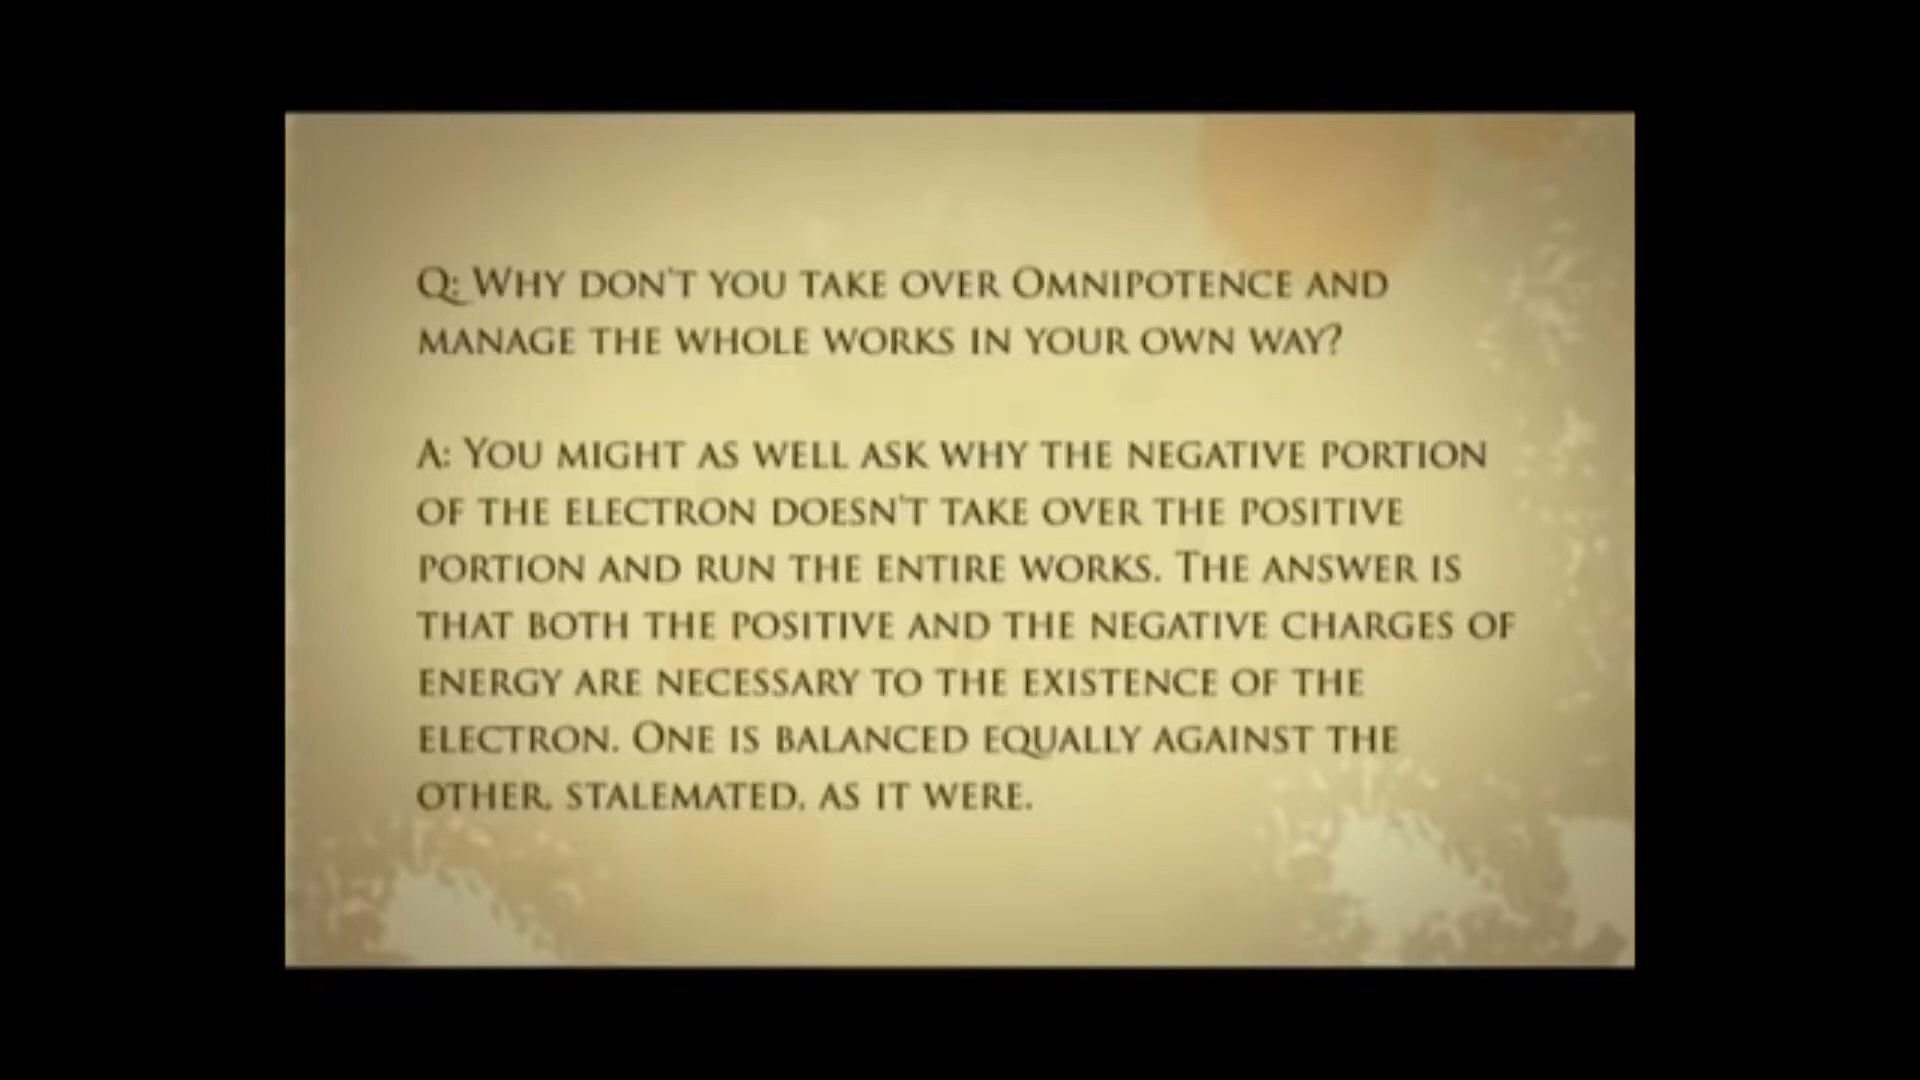 Q: Why don't you take over Omnipotence and
manage the whole works in your own way?
A: You might as well ask why the negative portion
of the electron doesn't take over the positive
portion and run the entire works. The answer is
that both the positive and the negative charges of
energy are necessary to the existence of the
electron. One is balanced equally against the
other, stalemated, as it were.